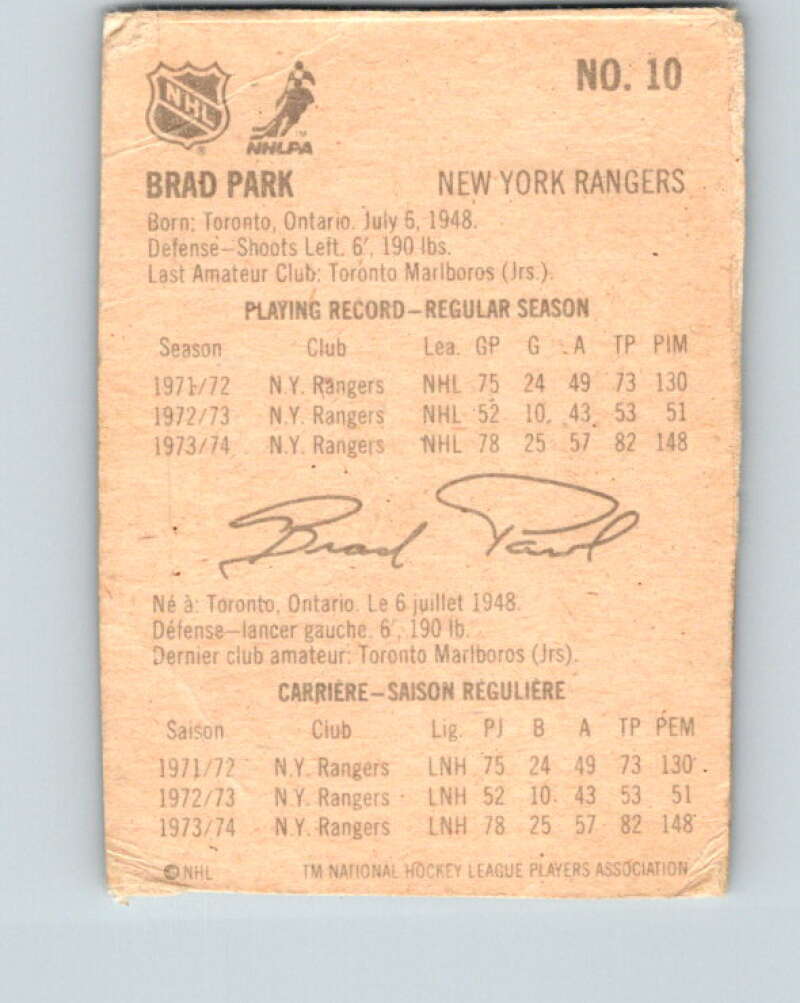 NHL
NHLPA
NO. 10
BRAD PARK NEW YORK RANGERS
Born: Toronto, Ontario. July 6, 1948.
Defense—Shoots Left. 6', 190 lbs.
Last Amateur Club: Toronto Marlboros (Jrs.).
PLAYING RECORD—REGULAR SEASON
Season Club Lea. GP G A TP PIM
1971/72 N.Y. Rangers NHL 75 24 49 73 130
1972/73 N.Y. Rangers NHL 52 10 43 53 51
1973/74 N.Y. Rangers NHL 78 25 57 82 148
Brad Park
Né à: Toronto, Ontario. Le 6 juillet 1948.
Défense—lancer gauche. 6', 190 lb.
Dernier club amateur: Toronto Marlboros (Jrs).
CARRIÈRE—SAISON RÉGULIÈRE
Saison Club Lig. PJ B A TP PEM
1971/72 N.Y. Rangers LNH 75 24 49 73 130
1972/73 N.Y. Rangers LNH 52 10 43 53 51
1973/74 N.Y. Rangers LNH 78 25 57 82 148
© NHL TM NATIONAL HOCKEY LEAGUE PLAYERS ASSOCIATION